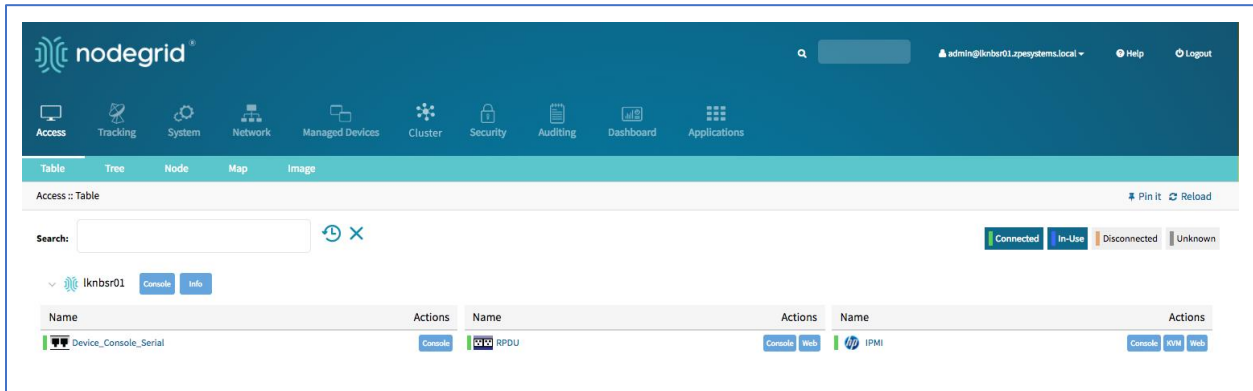 nodegrid®
admin@lknbsr01.zpesystems.local
Help
Logout
Access Tracking System Network Managed Devices Cluster Security Auditing Dashboard Applications
Table Tree Node Map Image
Access :: Table
Pin it Reload
Search:
Connected In-Use Disconnected Unknown
lknbsr01 Console Info
Name Actions Name Actions Name Actions
Device_Console_Serial Console RPDU Console Web hp IPMI Console KVM Web